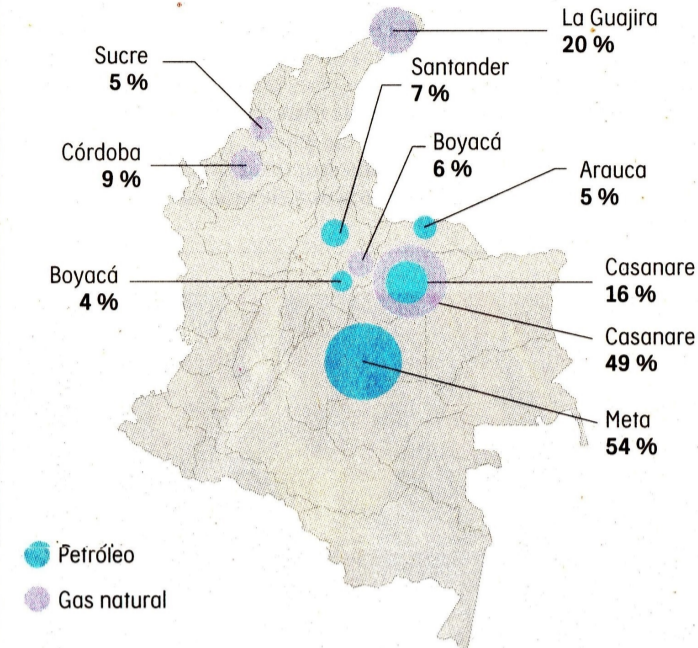 La Guajira
20 %
Sucre
5 %
Santander
7 %
Córdoba
9 %
Boyacá
6 %
Arauca
5 %
Boyacá
4 %
Casanare
16 %
Casanare
49 %
Meta
54 %
Petróleo
Gas natural